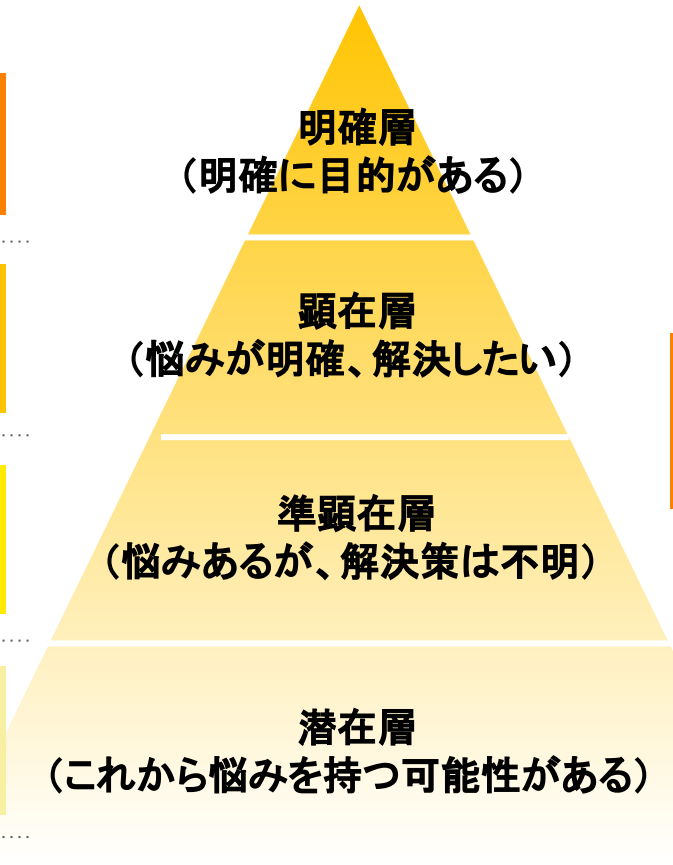 明確層
（明確に目的がある）
顕在層
（悩みが明確、解決したい）
準顕在層
（悩みあるが、解決策は不明）
潜在層
（これから悩みを持つ可能性がある）